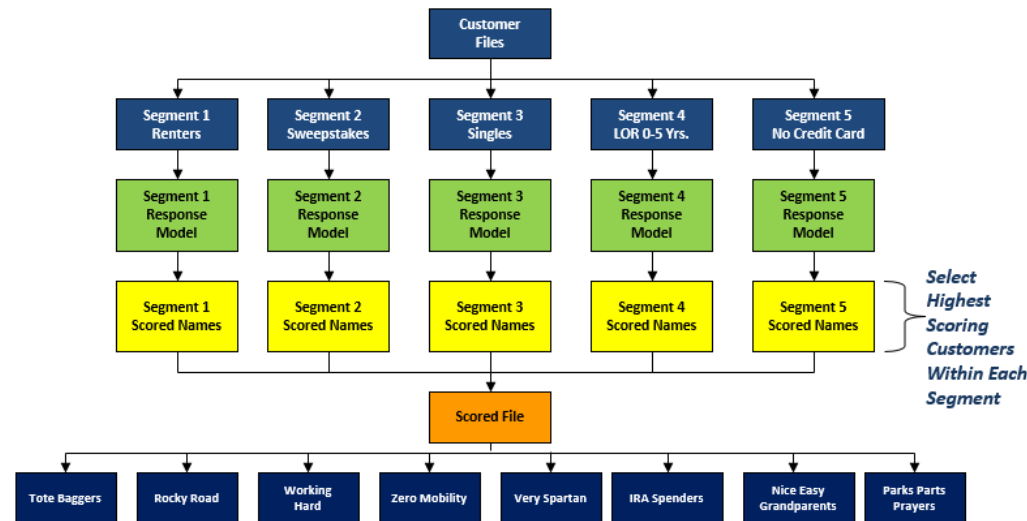 Customer
Files
Segment 1
Renters
Segment 2
Sweepstakes
Segment 3
Singles
Segment 4
LOR 0-5 Yrs.
Segment 5
No Credit Card
Segment 1
Response
Model
Segment 2
Response
Model
Segment 3
Response
Model
Segment 4
Response
Model
Segment 5
Response
Model
Segment 1
Scored Names
Segment 2
Scored Names
Segment 3
Scored Names
Segment 4
Scored Names
Segment 5
Scored Names
Select
Highest
Scoring
Customers
Within Each
Segment
Scored File
Tote Baggers
Rocky Road
Working
Hard
Zero Mobility
Very Spartan
IRA Spenders
Nice Easy
Grandparents
Parks Parts
Prayers